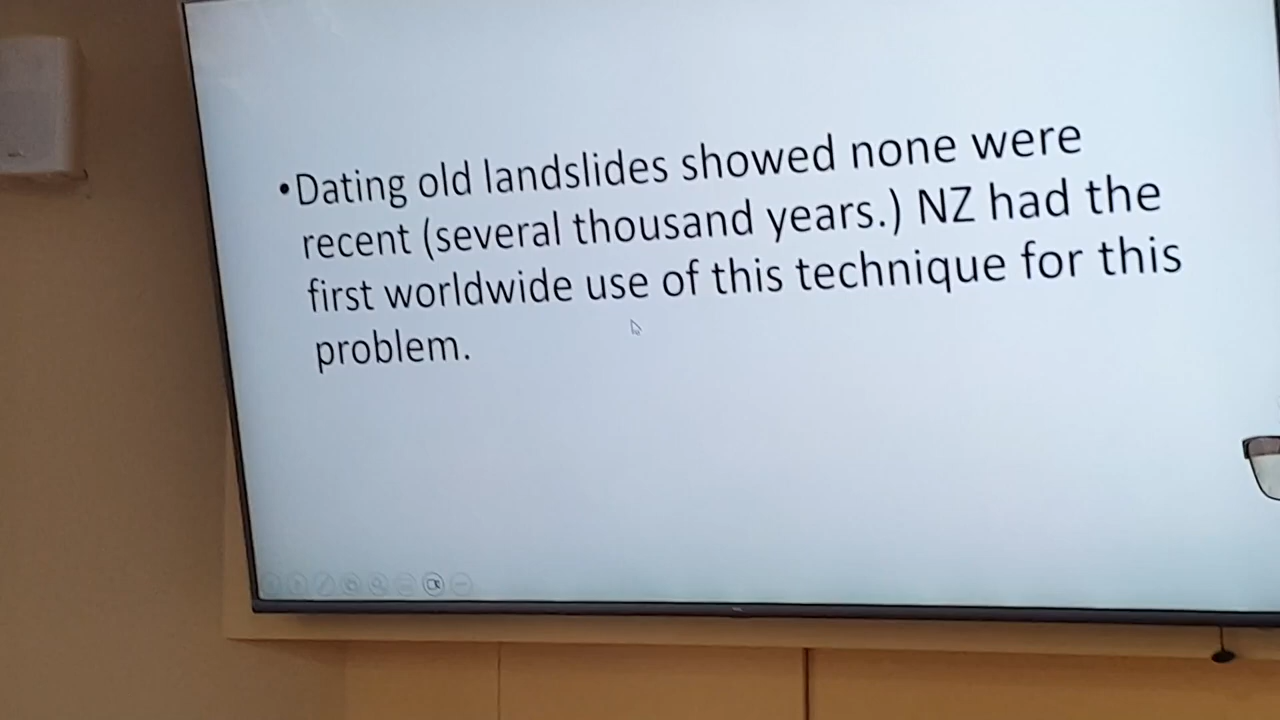 •Dating old landslides showed none were
recent (several thousand years.) NZ had the
first worldwide use of this technique for this
problem.